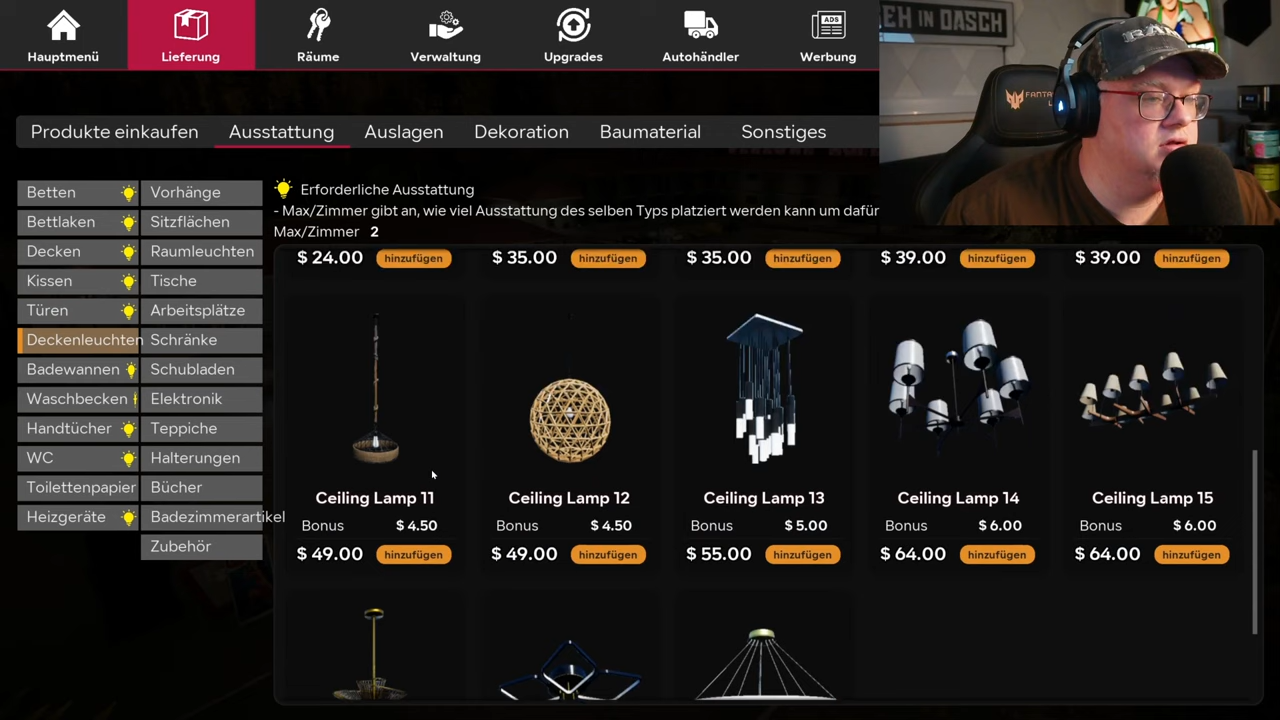 Hauptmenü
Lieferung
Räume
Verwaltung
Upgrades
Autohändler
ADS
Werbung
EH IN DASCH
Produkte einkaufen
Ausstattung
Auslagen
Dekoration
Baumaterial
Sonstiges
Betten
Vorhänge
Bettlaken
Sitzflächen
Decken
Raumleuchten
Kissen
Tische
Türen
Arbeitsplätze
Deckenleuchten
Schränke
Badewannen
Schubladen
Waschbecken
Elektronik
Handtücher
Teppiche
WC
Halterungen
Toilettenpapier
Bücher
Heizgeräte
Badezimmerartikel
Zubehör
Erforderliche Ausstattung
- Max/Zimmer gibt an, wie viel Ausstattung des selben Typs platziert werden kann um dafür
Max/Zimmer 2
$ 24.00 hinzufügen
$ 35.00 hinzufügen
$ 35.00 hinzufügen
$ 39.00 hinzufügen
$ 39.00 hinzufügen
Ceiling Lamp 11
Bonus $ 4.50
$ 49.00 hinzufügen
Ceiling Lamp 12
Bonus $ 4.50
$ 49.00 hinzufügen
Ceiling Lamp 13
Bonus $ 5.00
$ 55.00 hinzufügen
Ceiling Lamp 14
Bonus $ 6.00
$ 64.00 hinzufügen
Ceiling Lamp 15
Bonus $ 6.00
$ 64.00 hinzufügen